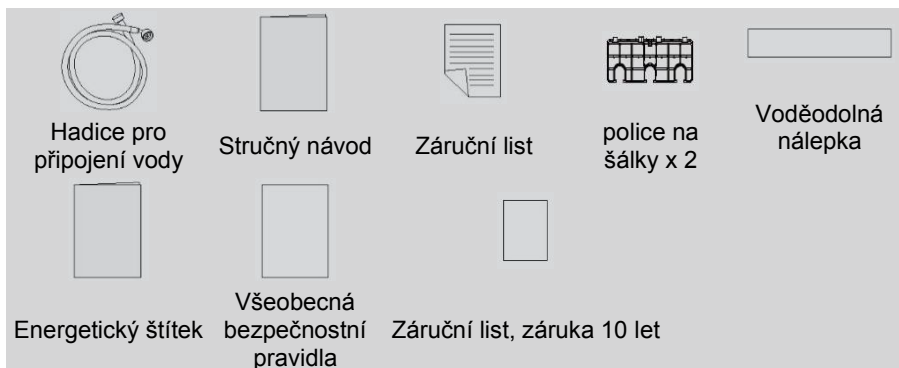 Hadice pro
připojení vody
Stručný návod
Záruční list
police na
šálky x 2
Voděodolná
nálepka
Energetický štítek
Všeobecná
bezpečnostní
pravidla
Záruční list, záruka 10 let